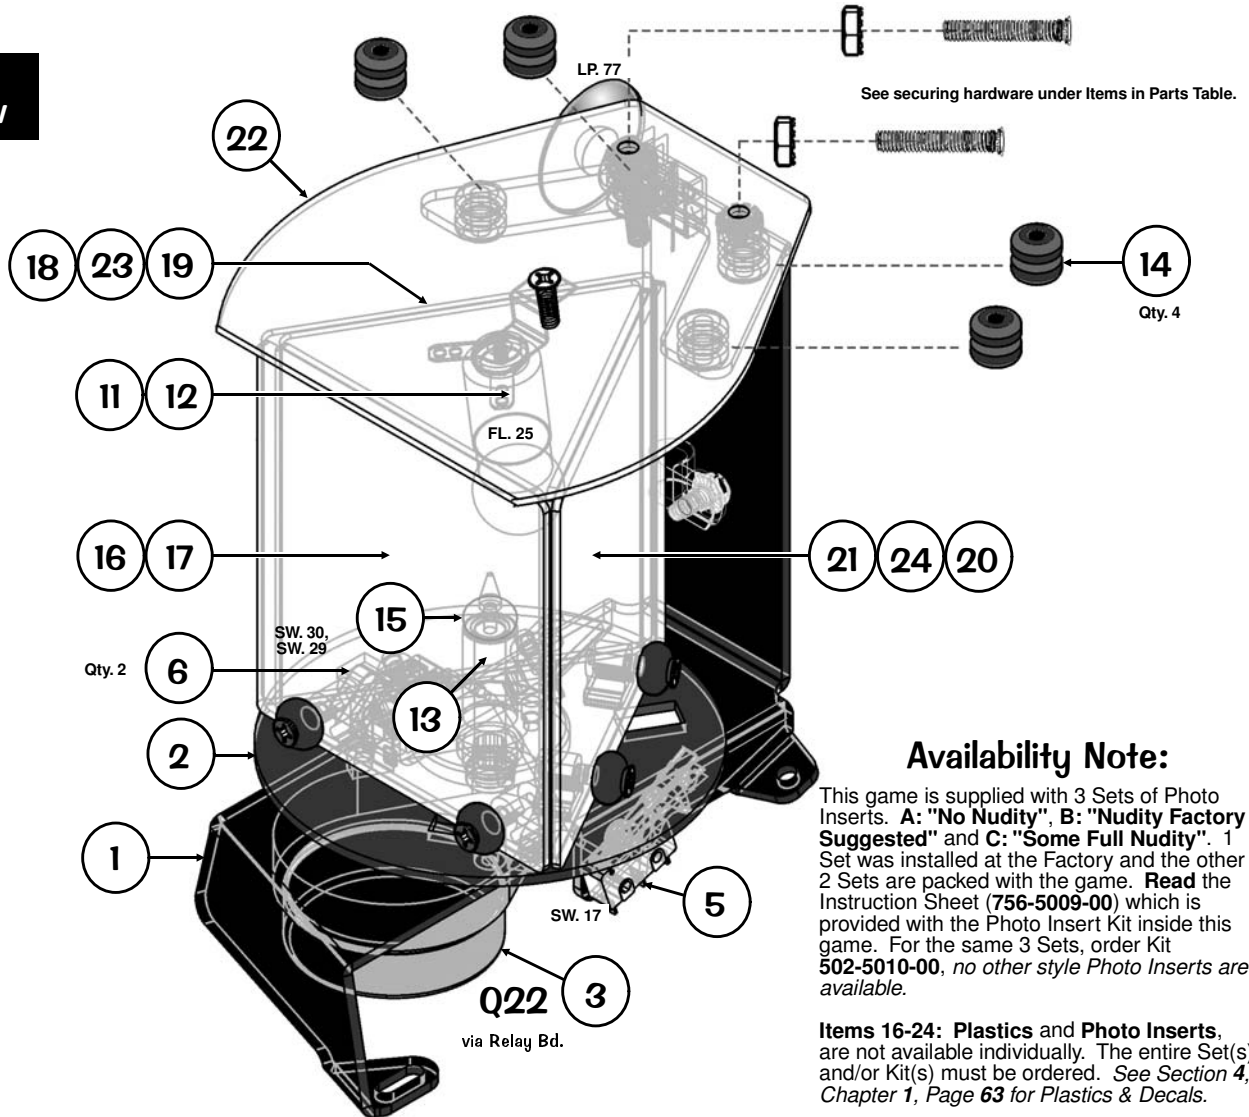 LP. 77
See securing hardware under Items in Parts Table.
22
18 23 19
14
Qty. 4
11 12
FL. 25
16 17
21 24 20
15
SW. 30,
SW. 29
Qty. 2 6
13
2
1
5
SW. 17
3
Q22
via Relay Bd.
Availability Note:
This game is supplied with 3 Sets of Photo
Inserts. A: "No Nudity", B: "Nudity Factory
Suggested" and C: "Some Full Nudity". 1
Set was installed at the Factory and the other
2 Sets are packed with the game. Read the
Instruction Sheet (756-5009-00) which is
provided with the Photo Insert Kit inside this
game. For the same 3 Sets, order Kit
502-5010-00, no other style Photo Inserts are
available.
Items 16-24: Plastics and Photo Inserts,
are not available individually. The entire Set(s)
and/or Kit(s) must be ordered. See Section 4,
Chapter 1, Page 63 for Plastics & Decals.